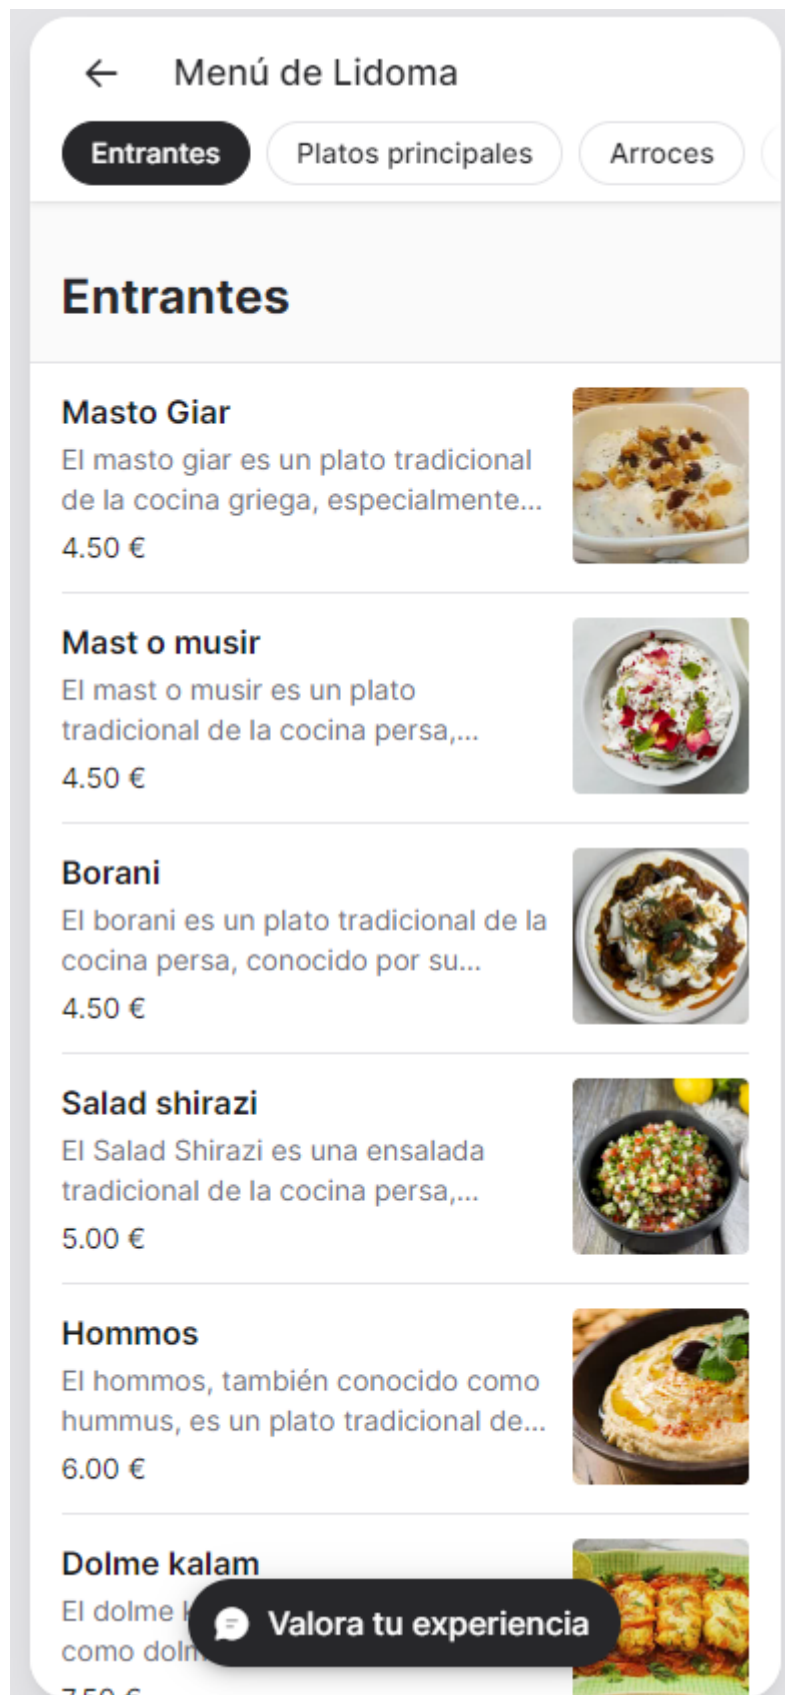 Menú de Lidoma
Entrantes
Platos principales
Arroces
Entrantes
Masto Giar
El masto giar es un plato tradicional
de la cocina griega, especialmente...
4.50 €
Mast o musir
El mast o musir es un plato
tradicional de la cocina persa,...
4.50 €
Borani
El borani es un plato tradicional de la
cocina persa, conocido por su...
4.50 €
Salad shirazi
El Salad Shirazi es una ensalada
tradicional de la cocina persa,...
5.00 €
Hommos
El hommos, también conocido como
hummus, es un plato tradicional de...
6.00 €
Dolme kalam
El dolme
como
Valora tu experiencia